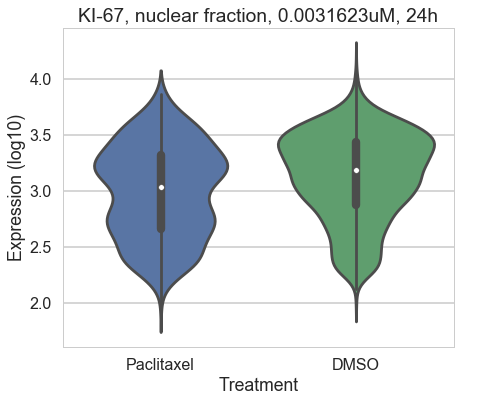 KI-67, nuclear fraction, 0.0031623uM, 24h
Expression (log10)
4.0
3.5
3.0
2.5
2.0
Paclitaxel DMSO
Treatment